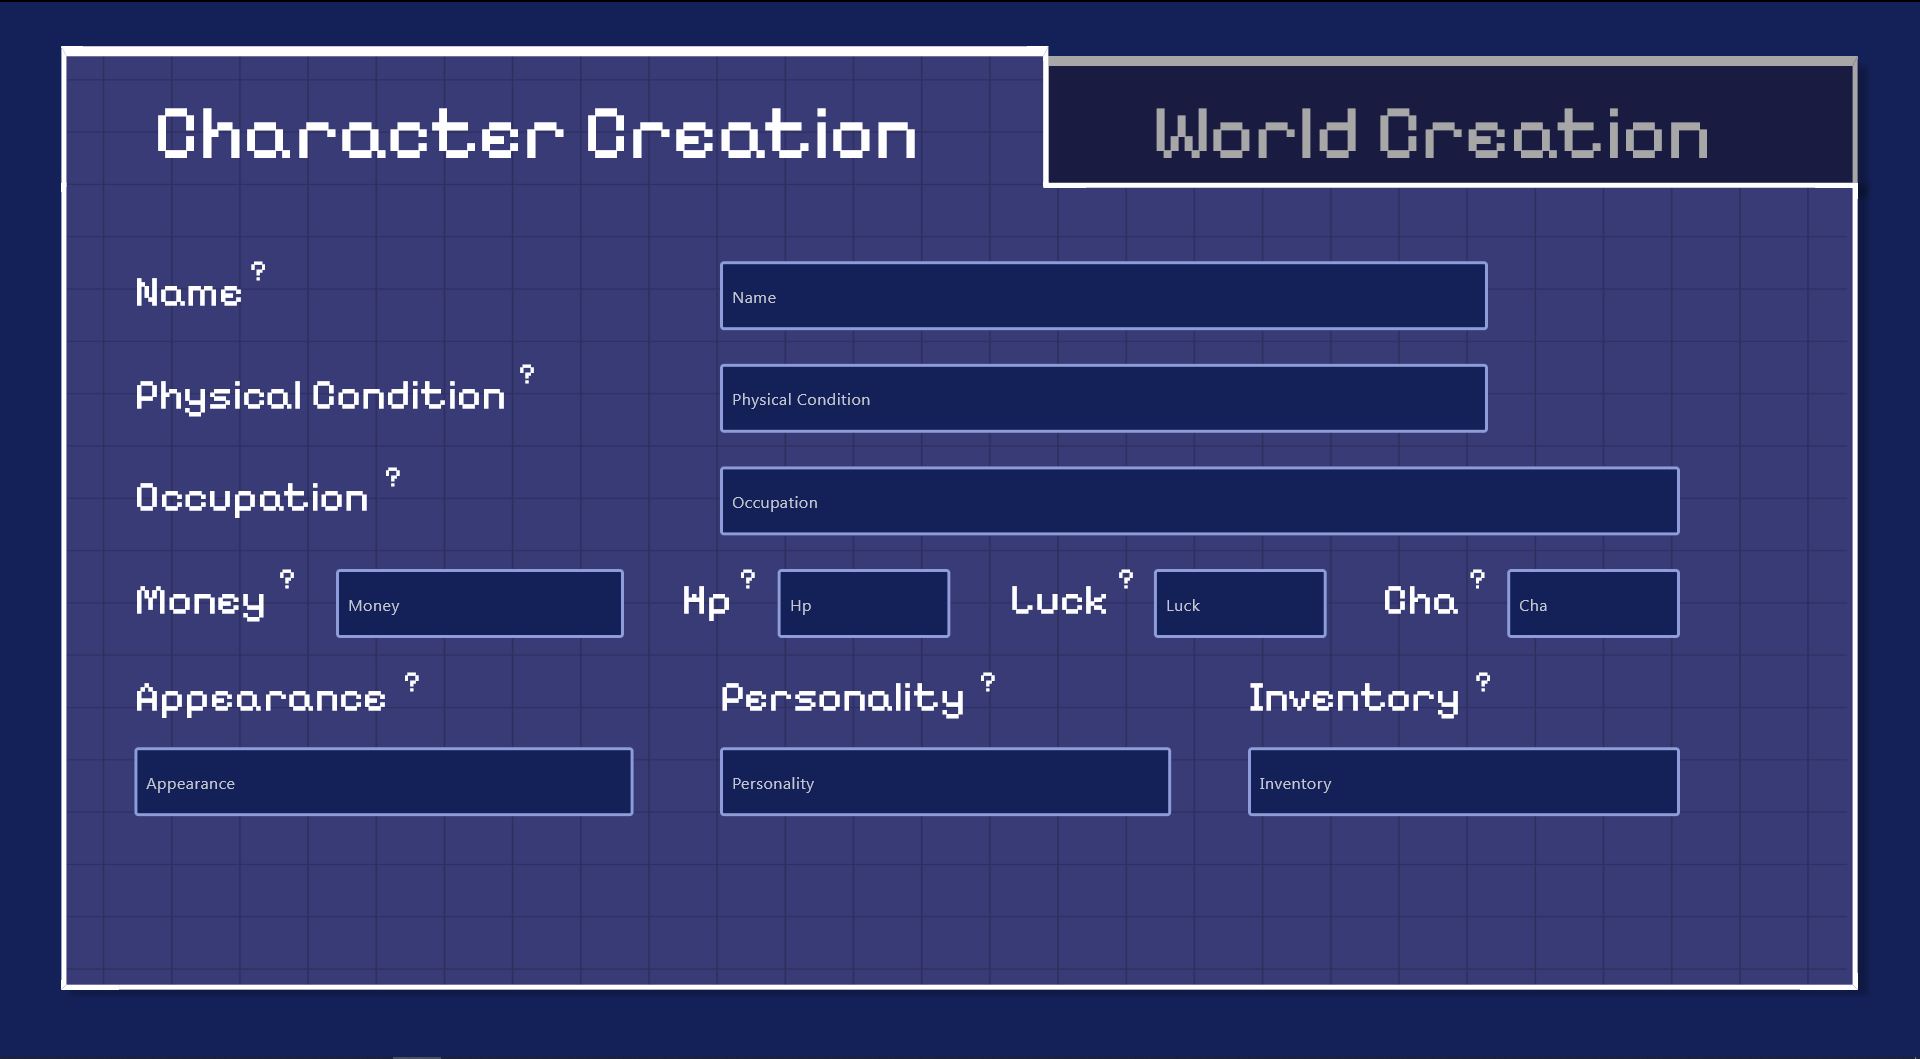 Character Creation
World Creation
Name ?
Name
Physical Condition ?
Physical Condition
Occupation ?
Occupation
Money ? Money Hp ? Hp Luck ? Luck Cha ? Cha
Appearance ? Personality ? Inventory ?
Appearance Personality Inventory